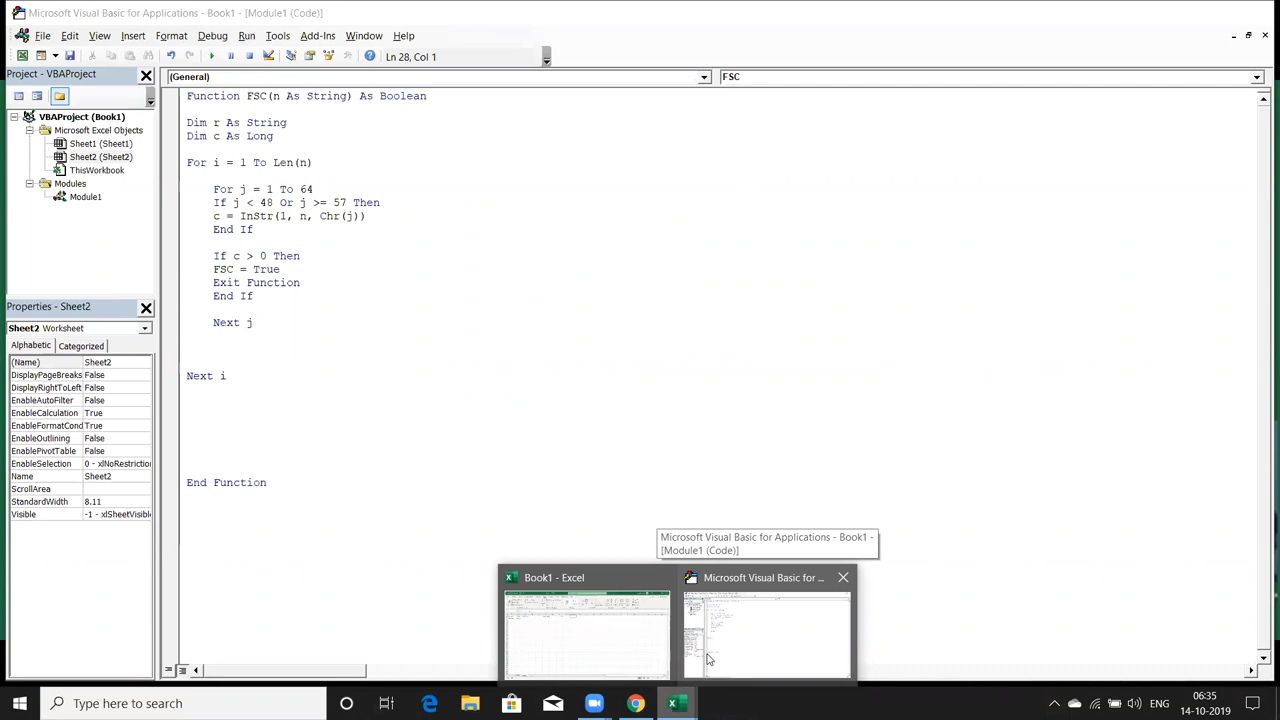 Microsoft Visual Basic for Applications - Book1 - [Module1 (Code)]
File Edit View Insert Format Debug Run Tools Add-Ins Window Help
Ln 28, Col 1
Project - VBAProject
(General)
FSC
VBAProject (Book1)
Microsoft Excel Objects
Sheet1 (Sheet1)
Sheet2 (Sheet2)
ThisWorkbook
Modules
Module1
Function FSC(n As String) As Boolean
Dim r As String
Dim c As Long
For i = 1 To Len(n)
For j = 1 To 64
If j < 48 Or j >= 57 Then
c = InStr(1, n, Chr(j))
End If
If c > 0 Then
FSC = True
Exit Function
End If
Next j
Next i
End Function
Properties - Sheet2
Sheet2 Worksheet
Alphabetic Categorized
(Name) Sheet2
DisplayPageBreaks False
DisplayRightToLeft False
EnableAutoFilter False
EnableCalculation True
EnableFormatCond True
EnableOutlining False
EnablePivotTable False
EnableSelection 0 - xlNoRestriction
Name Sheet2
ScrollArea
StandardWidth 8.11
Visible -1 - xlSheetVisible
Microsoft Visual Basic for Applications - Book1 -
[Module1 (Code)]
Book1 - Excel
Microsoft Visual Basic for ...
Type here to search
ENG
06:35
14-10-2019